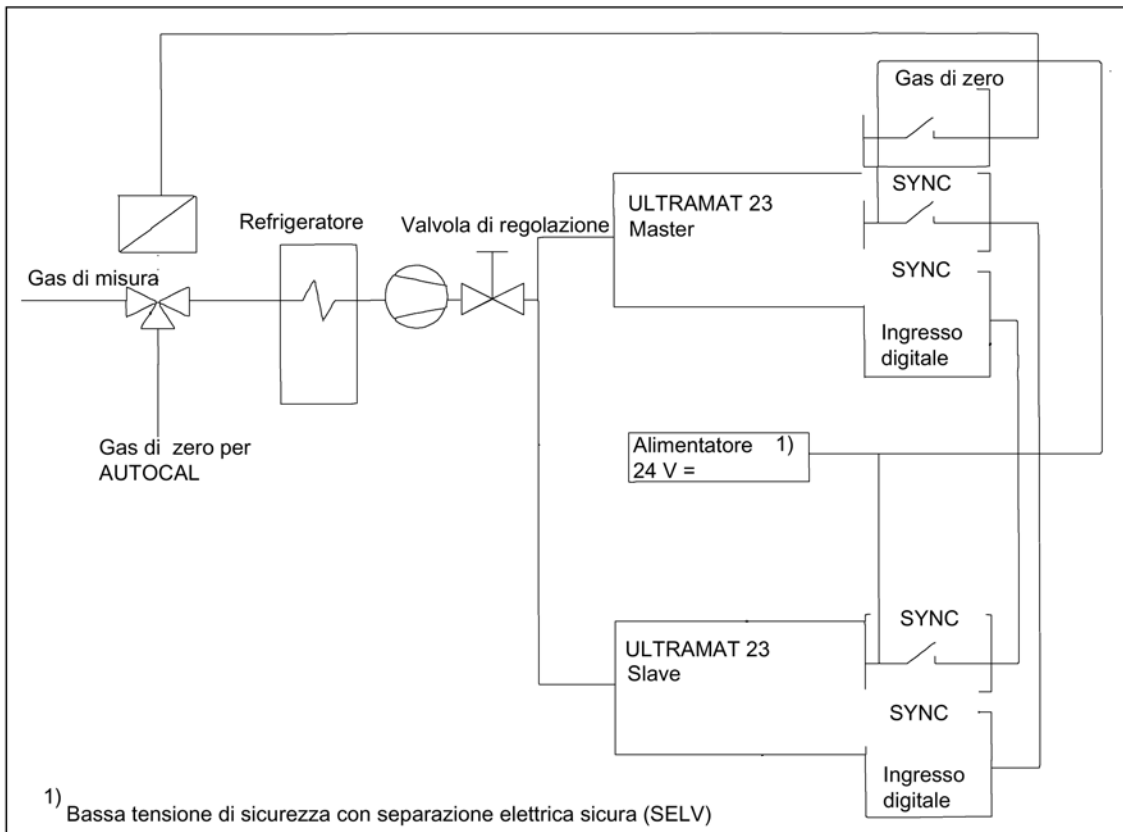 Gas di zero
SYNC
ULTRAMAT 23
Master
Refrigeratore
Valvola di regolazione
SYNC
Gas di misura
Ingresso
digitale
Gas di zero per
AUTOCAL
Alimentatore 1)
24 V =
SYNC
ULTRAMAT 23
Slave
SYNC
Ingresso
digitale
1) Bassa tensione di sicurezza con separazione elettrica sicura (SELV)